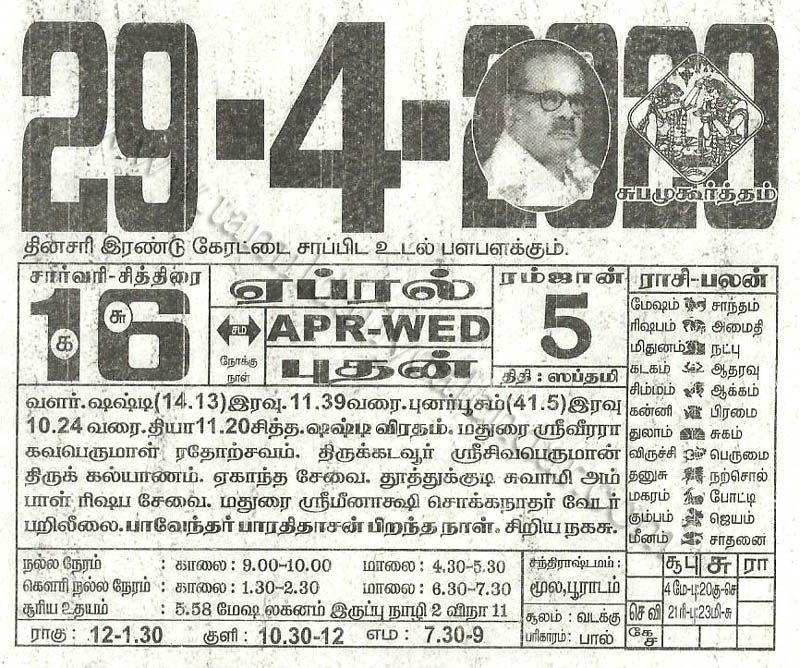 29-4-2020
சுபமுகூர்த்தம்
தினசரி இரண்டு கேரட்டை சாப்பிட உடல் பளபளக்கும்.
சார்வரி-சித்திரை
16
க
சு
ஏப்ரல்
சம
நோக்கு
நாள்
APR-WED
புதன்
ரம்ஜான்
5
திதி : ஸப்தமி
ராசி-பலன்
மேஷம் சாந்தம்
ரிஷபம் அமைதி
மிதுனம் நட்பு
கடகம் ஆதரவு
சிம்மம் ஆக்கம்
கன்னி பிரமை
துலாம் சுகம்
விருச்சி பெருமை
தனுசு நற்சொல்
மகரம் போட்டி
கும்பம் ஜெயம்
மீனம் சாதனை
வளர்.ஷஷ்டி(14.13)இரவு.11.39வரை.புனர்பூசம்(41.5)இரவு
10.24 வரை.தியா11.20சித்த.ஷஷ்டி விரதம். மதுரை ஸ்ரீவீரரா
கவபெருமாள் ரதோற்சவம். திருக்கடவூர் ஸ்ரீசிவபெருமான்
திருக் கல்யாணம். ஏகாந்த சேவை. தூத்துக்குடி சுவாமி அம்
பாள் ரிஷப சேவை. மதுரை ஸ்ரீமீனாக்ஷி சொக்கநாதர் வேடர்
பறிலீலை.பாவேந்தர் பாரதிதாசன் பிறந்த நாள். சிறிய நகசு.
நல்ல நேரம் : காலை: 9.00-10.00 மாலை: 4.30-5.30
கௌரி நல்ல நேரம் : காலை: 1.30-2.30 மாலை: 6.30-7.30
சூரிய உதயம் : 5.58 மேஷ லக்னம் இருப்பு நாழி 2 விநா 11
ராகு : 12-1.30 குளி : 10.30-12 எம : 7.30-9
சந்திராஷ்டமம் :
மூல,பூராடம்
சூலம் : வடக்கு
பரிகாரம் : பால்
சூபு சு ரா
4 மே-பு 20கு-செ
செ வி 21 ரி-பு 23மி-சு
கே